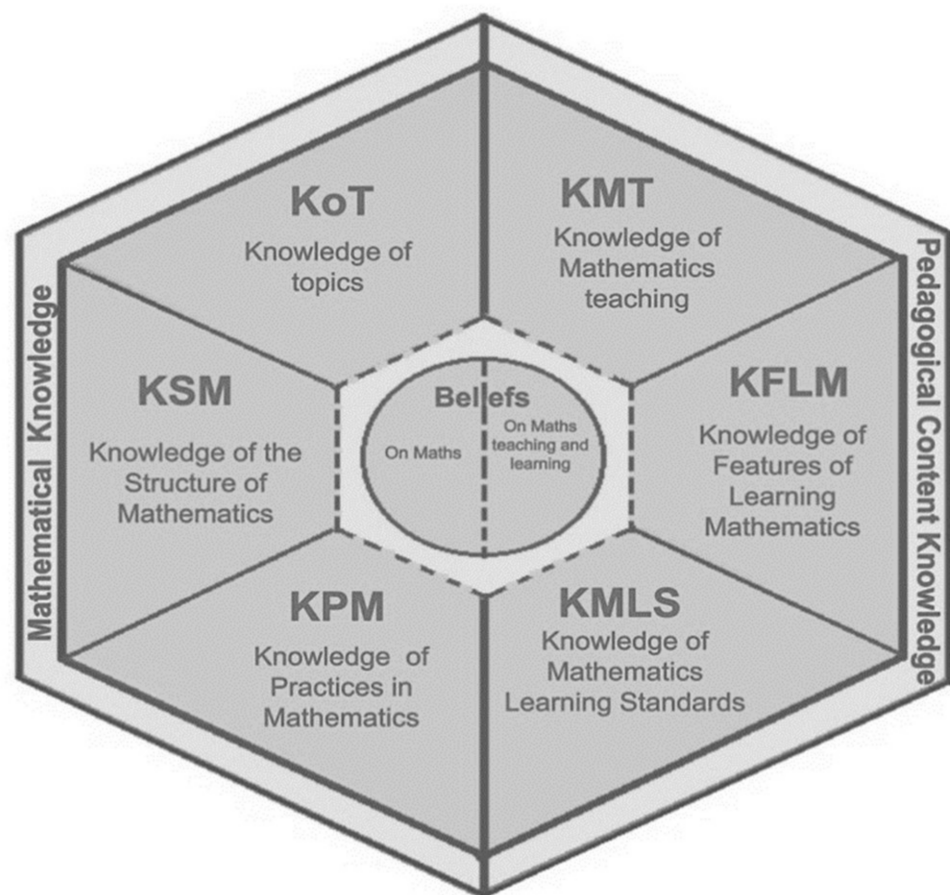 KoT
Knowledge of
topics
KMT
Knowledge of
Mathematics
teaching
KSM
Knowledge of the
Structure of
Mathematics
Beliefs
On Maths
On Maths
teaching and
learning
KFLM
Knowledge of
Features of
Learning
Mathematics
KPM
Knowledge of
Practices in
Mathematics
KMLS
Knowledge of
Mathematics
Learning Standards
Mathematical Knowledge
Pedagogical Content Knowledge